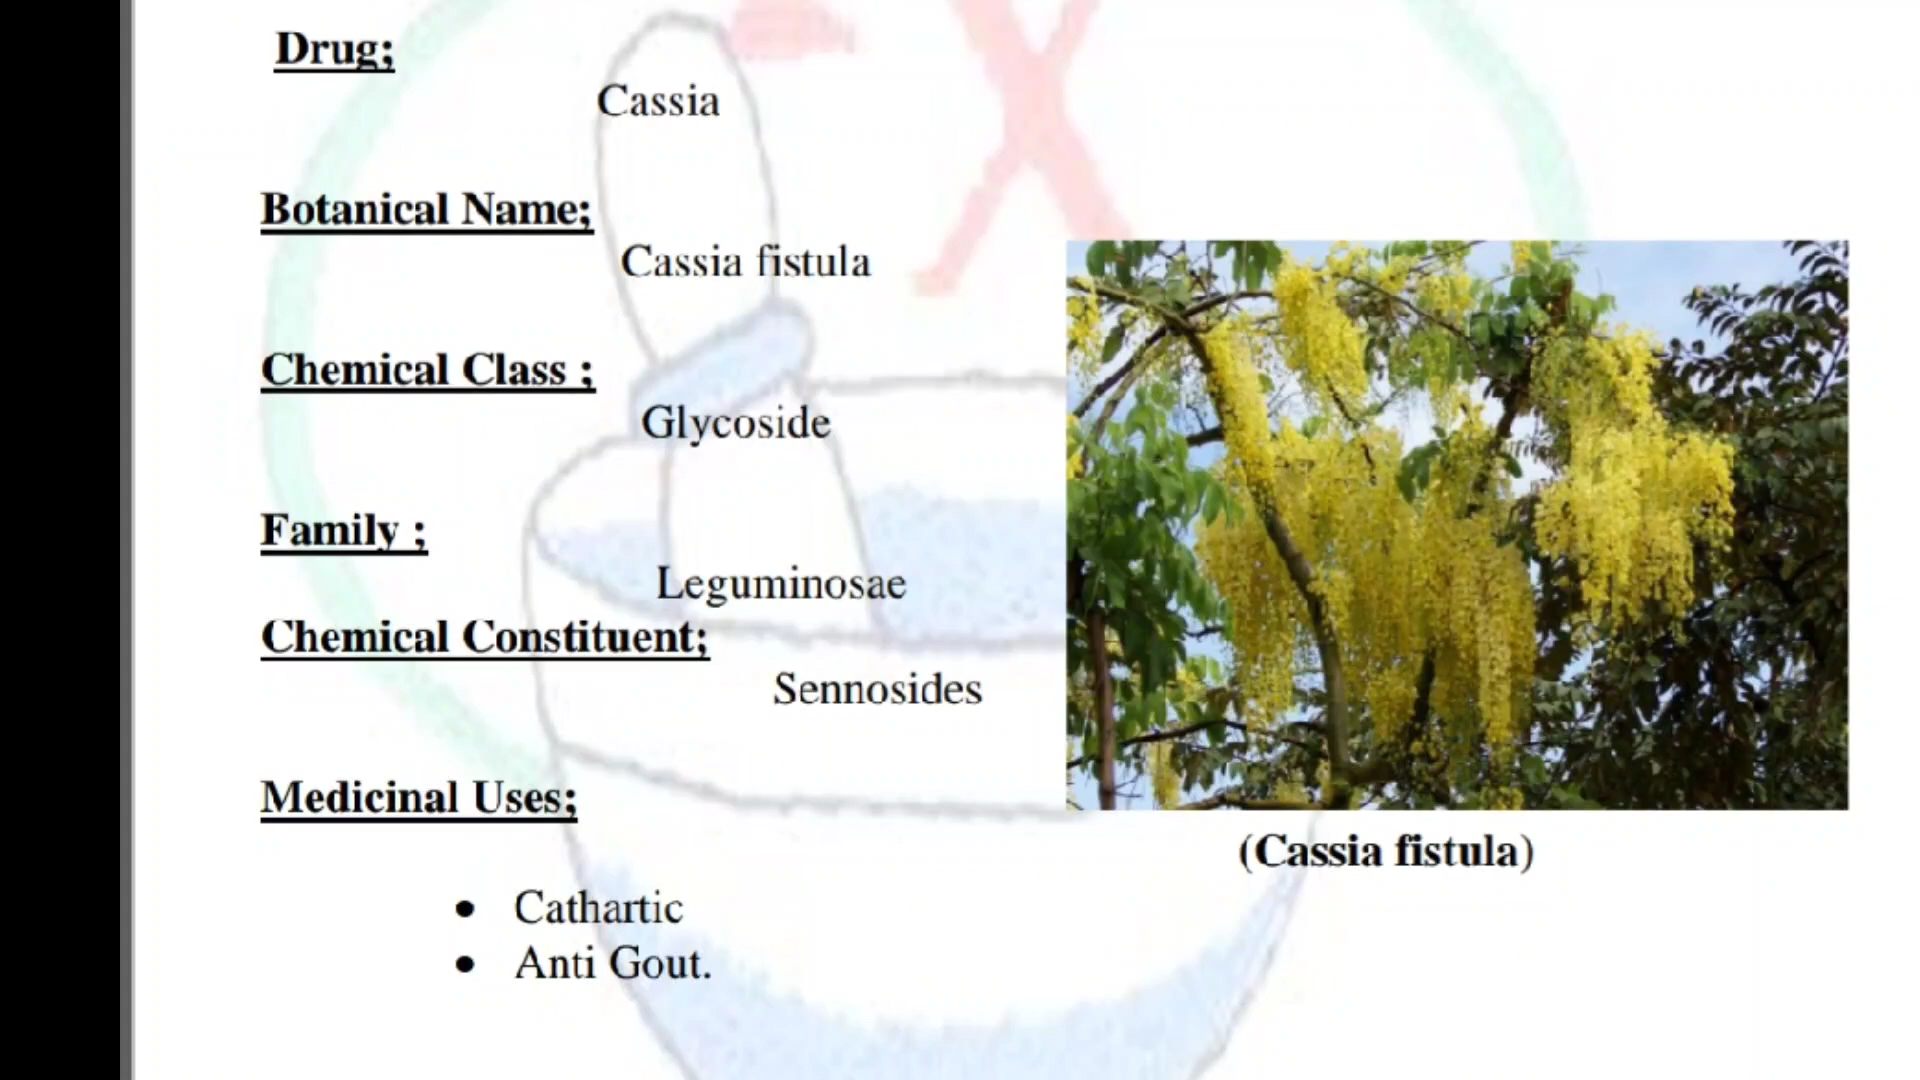 Drug;
Cassia
Botanical Name;
Cassia fistula
Chemical Class ;
Glycoside
Family ;
Leguminosae
Chemical Constituent;
Sennosides
Medicinal Uses;
• Cathartic
• Anti Gout.
(Cassia fistula)